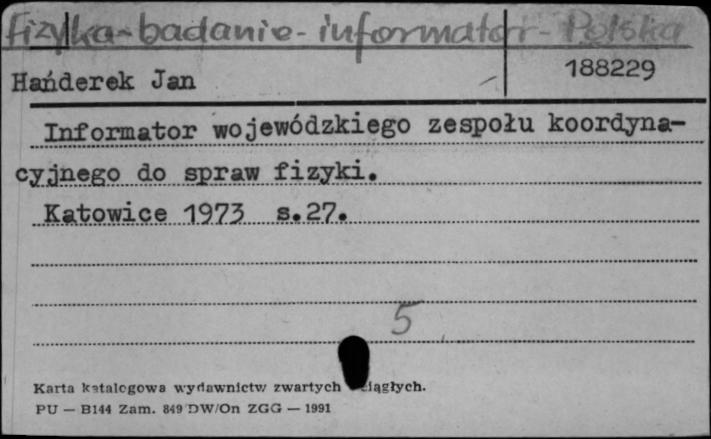 fizyka-badanie-informator-Polska
Hańderek Jan
188229
Informator wojewódzkiego zespołu koordyna-
cyjnego do spraw fizyki.
Katowice 1973 s.27.
5
Karta katalogowa wydawnictw zwartych ciągłych.
PU — B144 Zam. 849 DW/On ZGG — 1991